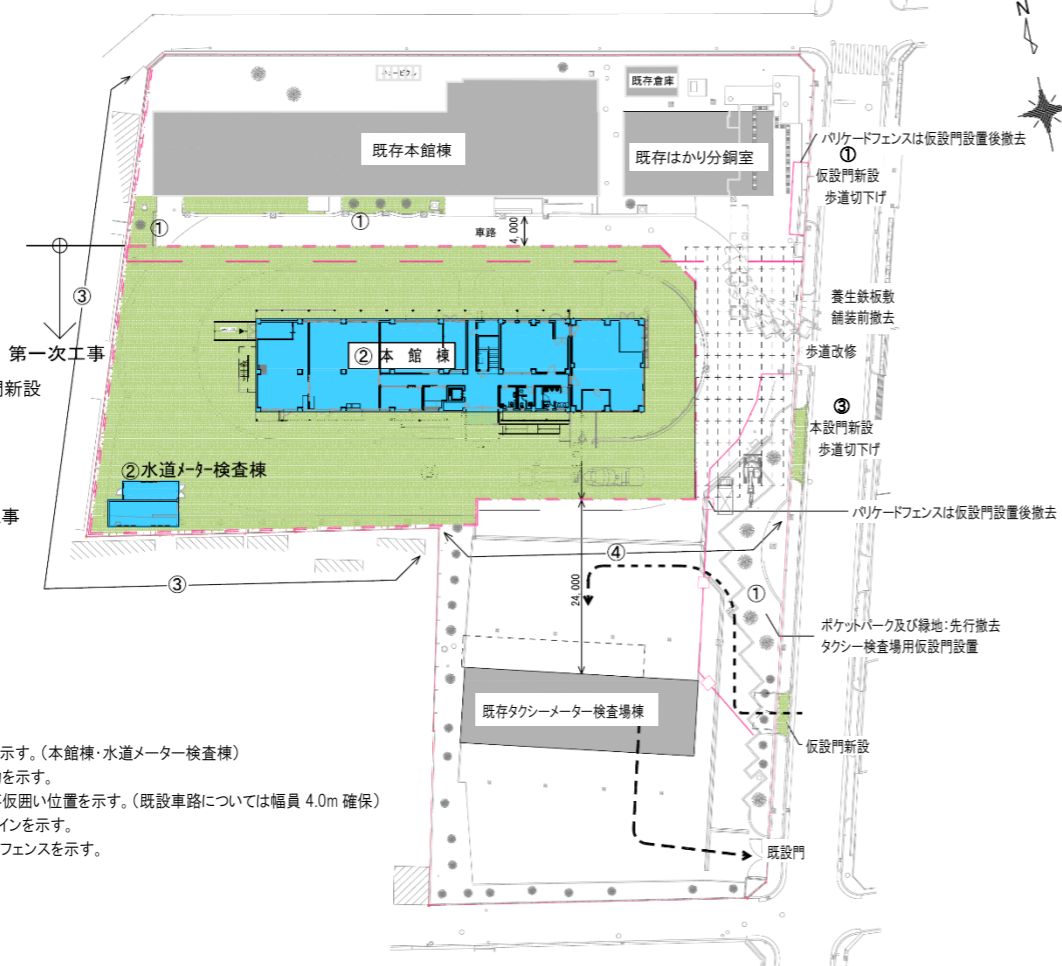 N
既存倉庫
既存本館棟
既存はかり分銅室
バリケードフェンスは仮設門設置後撤去
①
仮設門新設
歩道切下げ
①
①
車路
4,000
③
養生鉄板敷
舗装前撤去
第一次工事
歩道改修
②本館棟
門新設
③
本設門新設
歩道切下げ
②水道メーター検査棟
事
バリケードフェンスは仮設門設置後撤去
④
③
24,000
①
ポケットパーク及び緑地:先行撤去
タクシー検査場用仮設門設置
既存タクシーメーター検査場棟
仮設門新設
示す。(本館棟・水道メーター検査棟)
を示す。
仮囲い位置を示す。(既設車路については幅員 4.0m 確保)
インを示す。
フェンスを示す。
既設門